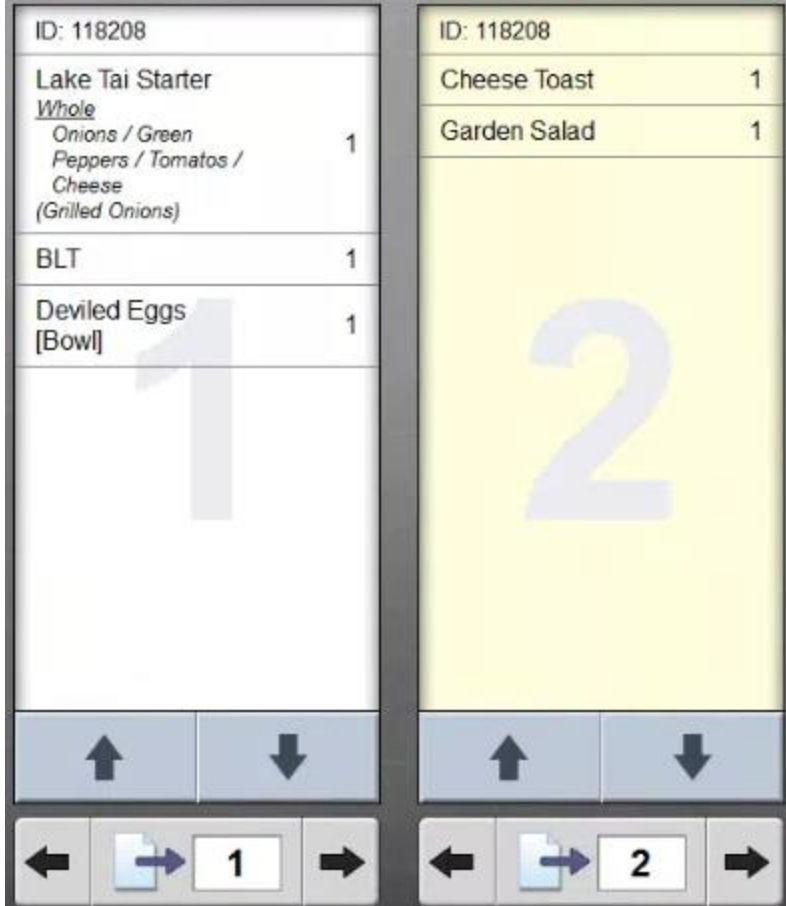 ID: 118208
Lake Tai Starter
Whole
Onions / Green
Peppers / Tomatos /
Cheese
(Grilled Onions)
1
BLT 1
Deviled Eggs
[Bowl]
1
1
1
ID: 118208
Cheese Toast 1
Garden Salad 1
2
2